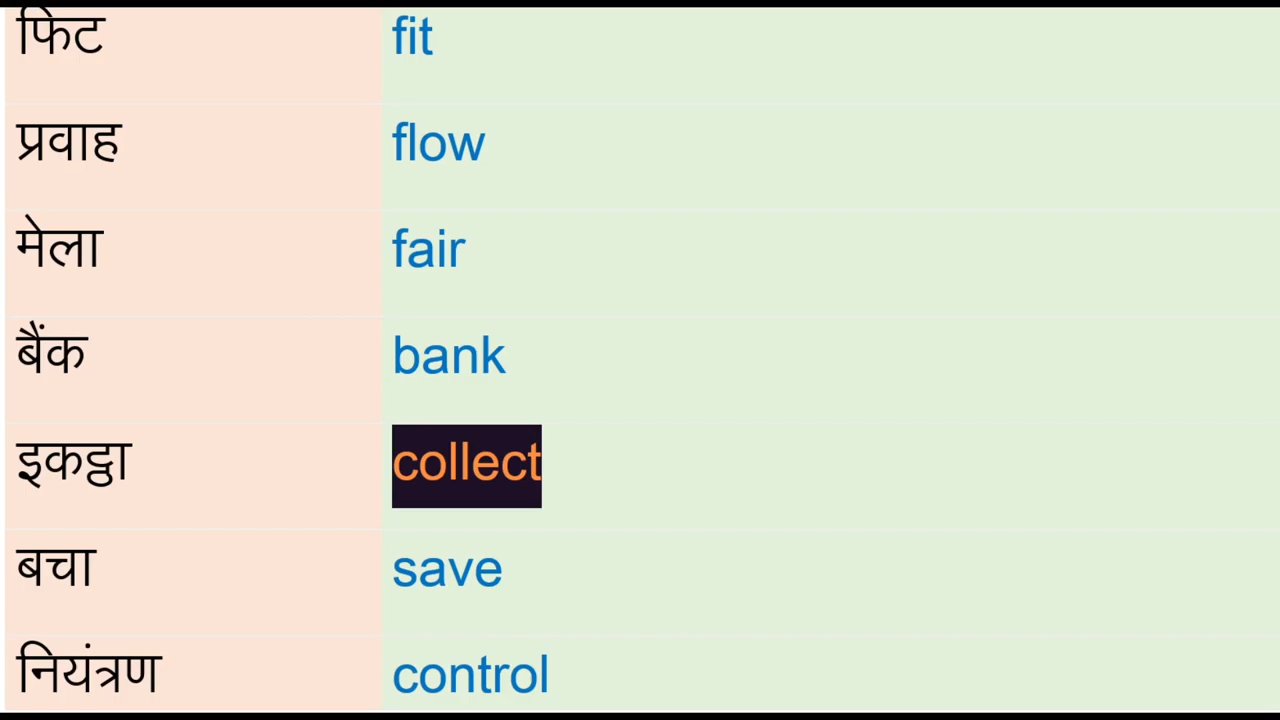 फिट fit
प्रवाह flow
मेला fair
बैंक bank
इकट्ठा collect
बचा save
नियंत्रण control